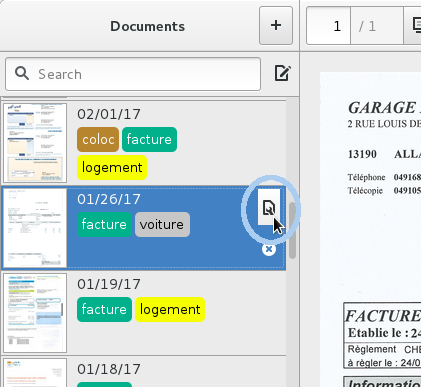 Documents
+
1 / 1
Search
02/01/17
coloc facture
logement
01/26/17
facture voiture
01/19/17
facture logement
01/18/17
GARAGE
2 RUE LOUIS DE
13190 ALLA
Téléphone 049168
Télécopie 049105
FACTURE
Etablie le : 24
Règlement CHE
à régler le : 24/0
Informatio